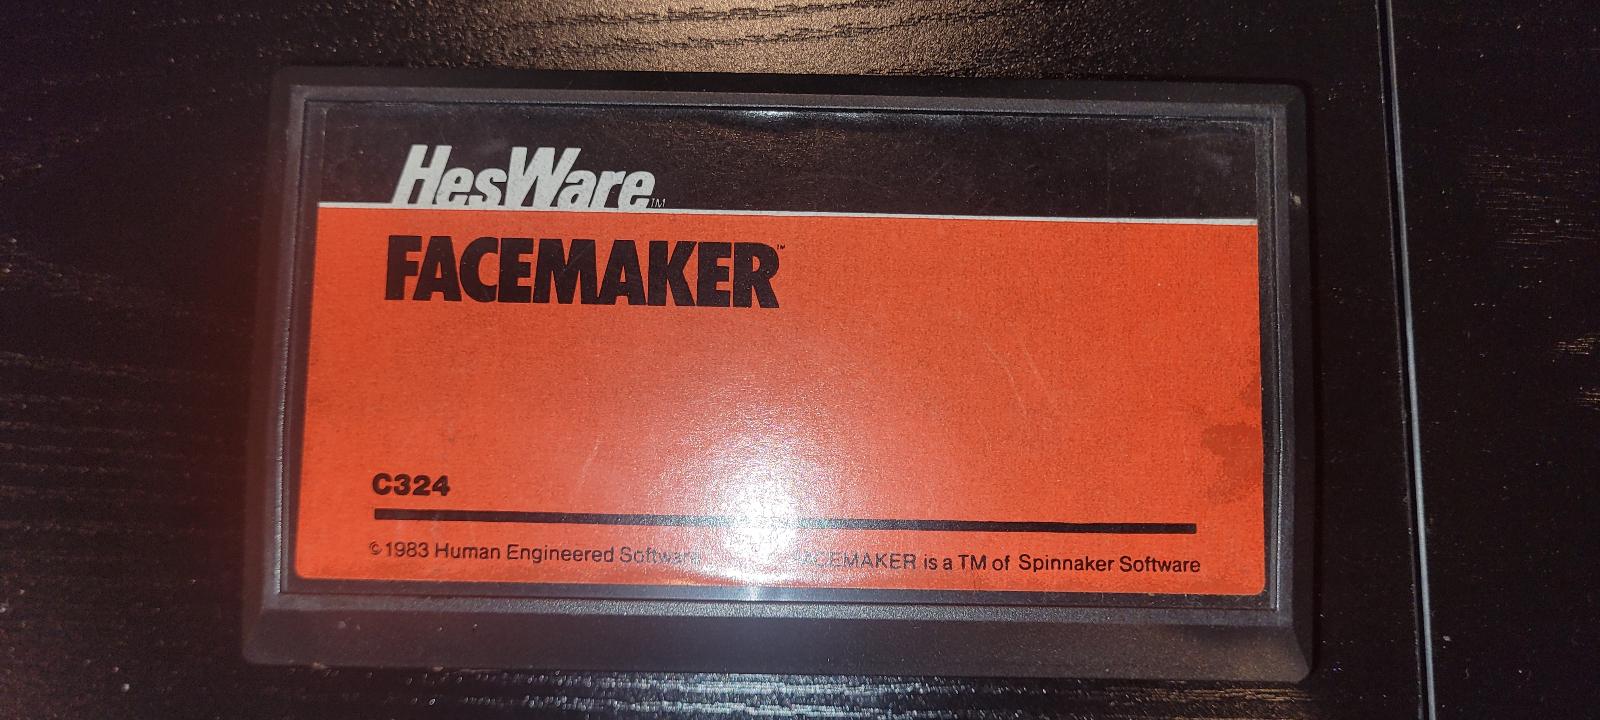 HesWare™
FACEMAKER™
C324
© 1983 Human Engineered Software
FACEMAKER is a TM of Spinnaker Software